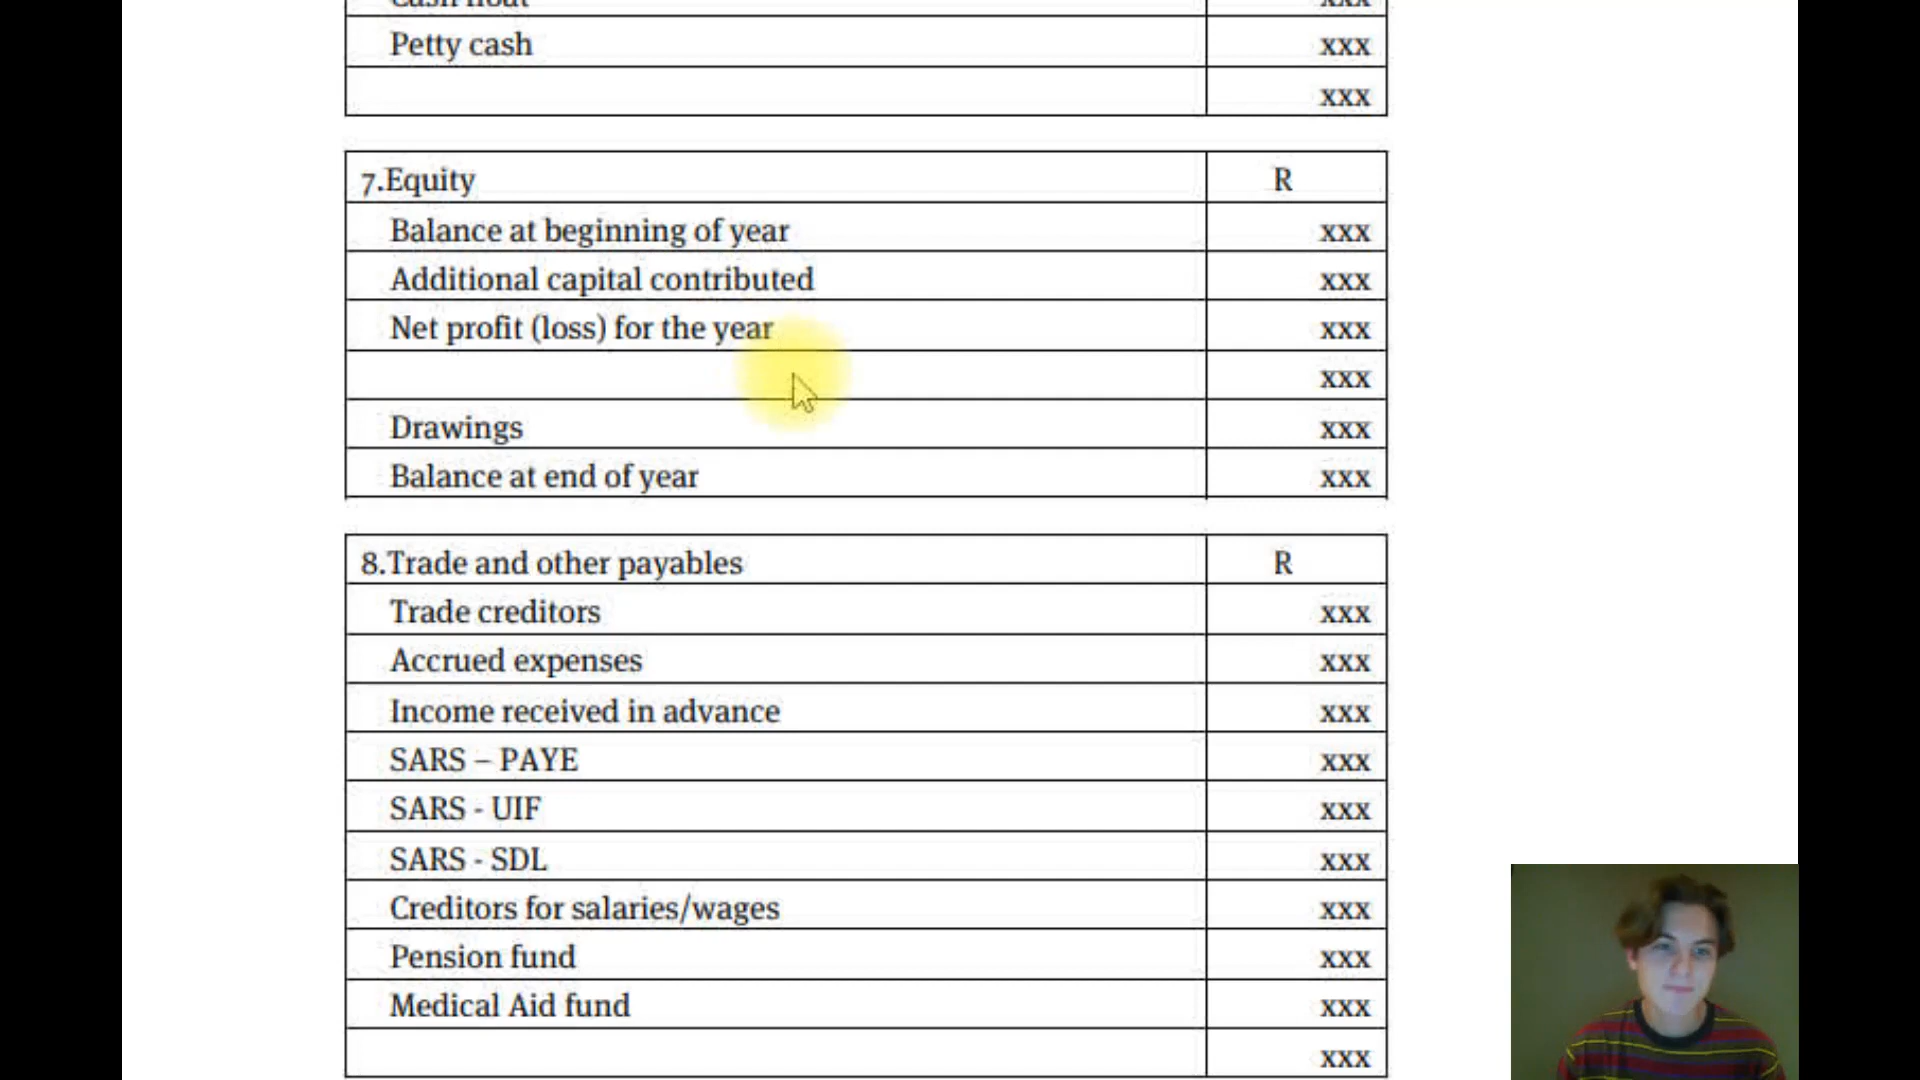 Cash float xxx
Petty cash xxx
xxx
7.Equity R
Balance at beginning of year xxx
Additional capital contributed xxx
Net profit (loss) for the year xxx
xxx
Drawings xxx
Balance at end of year xxx
8.Trade and other payables R
Trade creditors xxx
Accrued expenses xxx
Income received in advance xxx
SARS – PAYE xxx
SARS - UIF xxx
SARS - SDL xxx
Creditors for salaries/wages xxx
Pension fund xxx
Medical Aid fund xxx
xxx